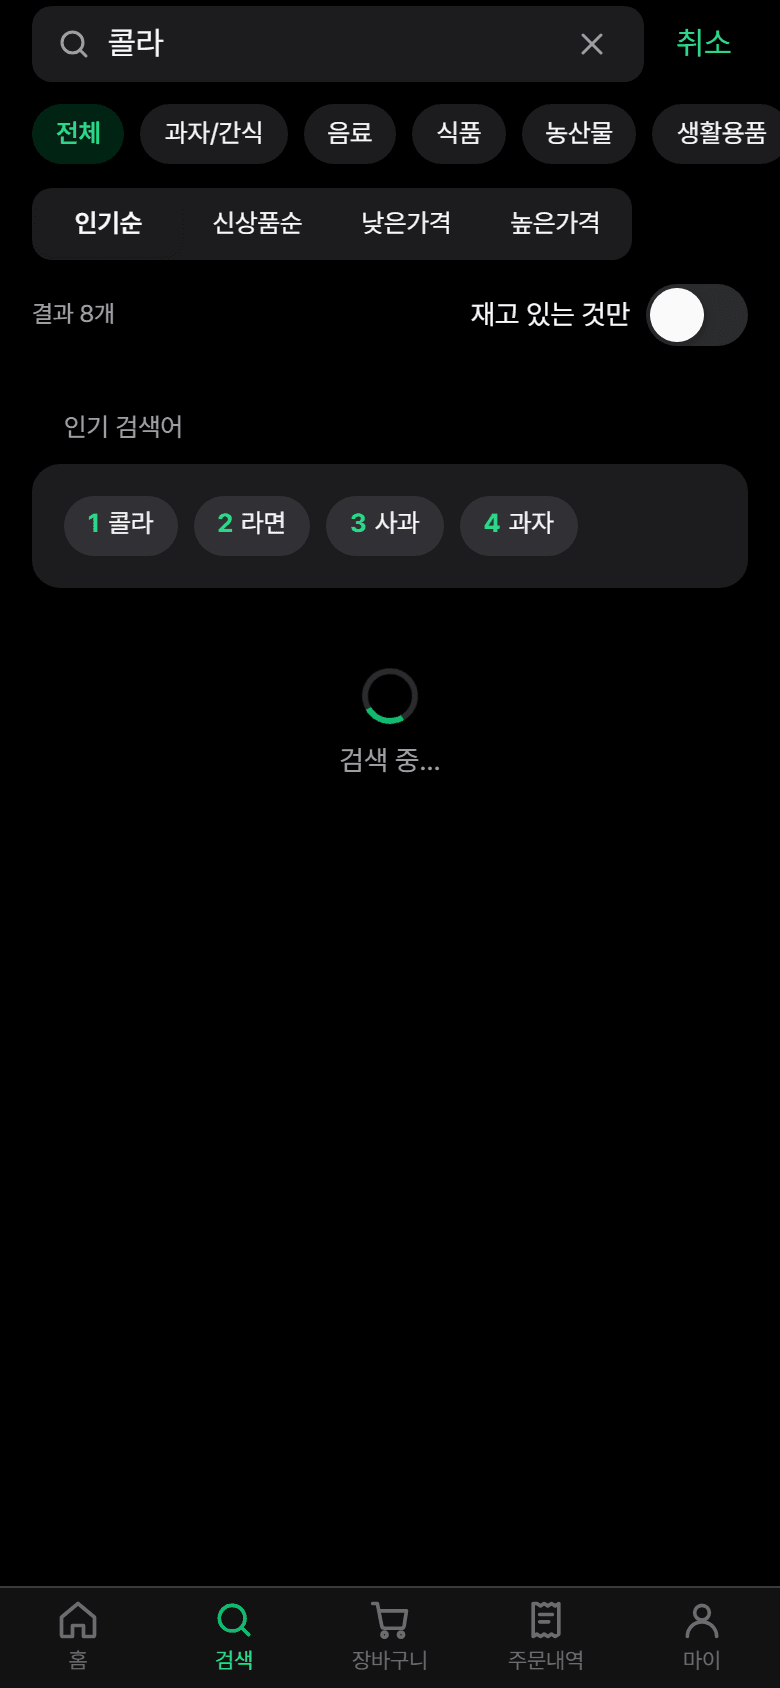 콜라
취소
전체 과자/간식 음료 식품 농산물 생활용품
인기순 신상품순 낮은가격 높은가격
결과 8개 재고 있는 것만
인기 검색어
1 콜라 2 라면 3 사과 4 과자
검색 중...
홈 검색 장바구니 주문내역 마이